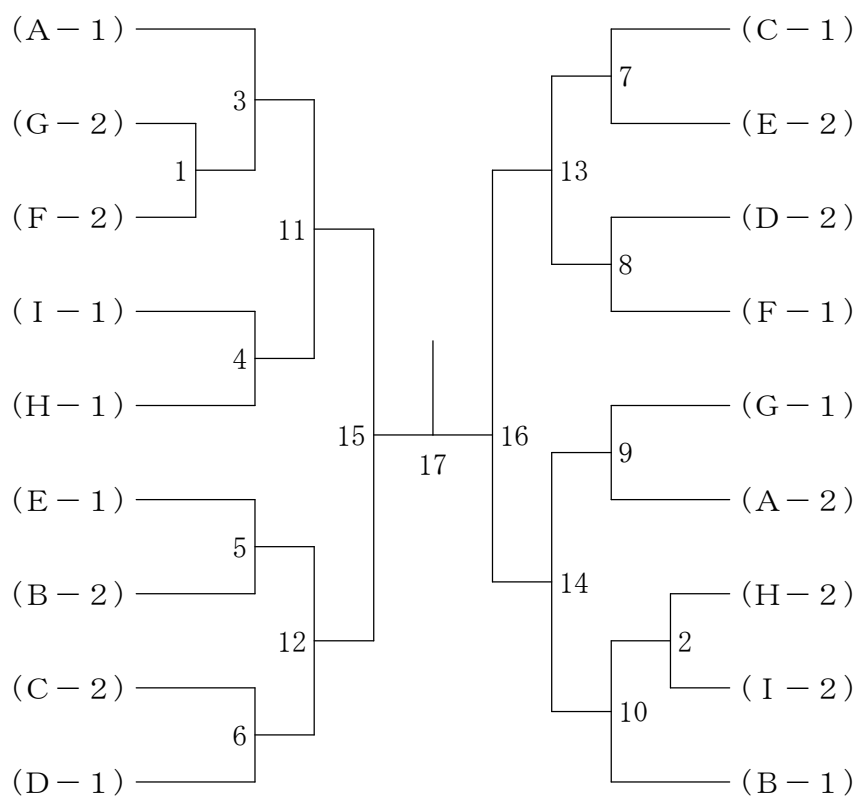 (A－1)
(G－2)
(F－2)
(I－1)
(H－1)
(E－1)
(B－2)
(C－2)
(D－1)
1
3
4
5
6
11
12
15
17
16
13
14
7
8
9
2
10
(C－1)
(E－2)
(D－2)
(F－1)
(G－1)
(A－2)
(H－2)
(I－2)
(B－1)